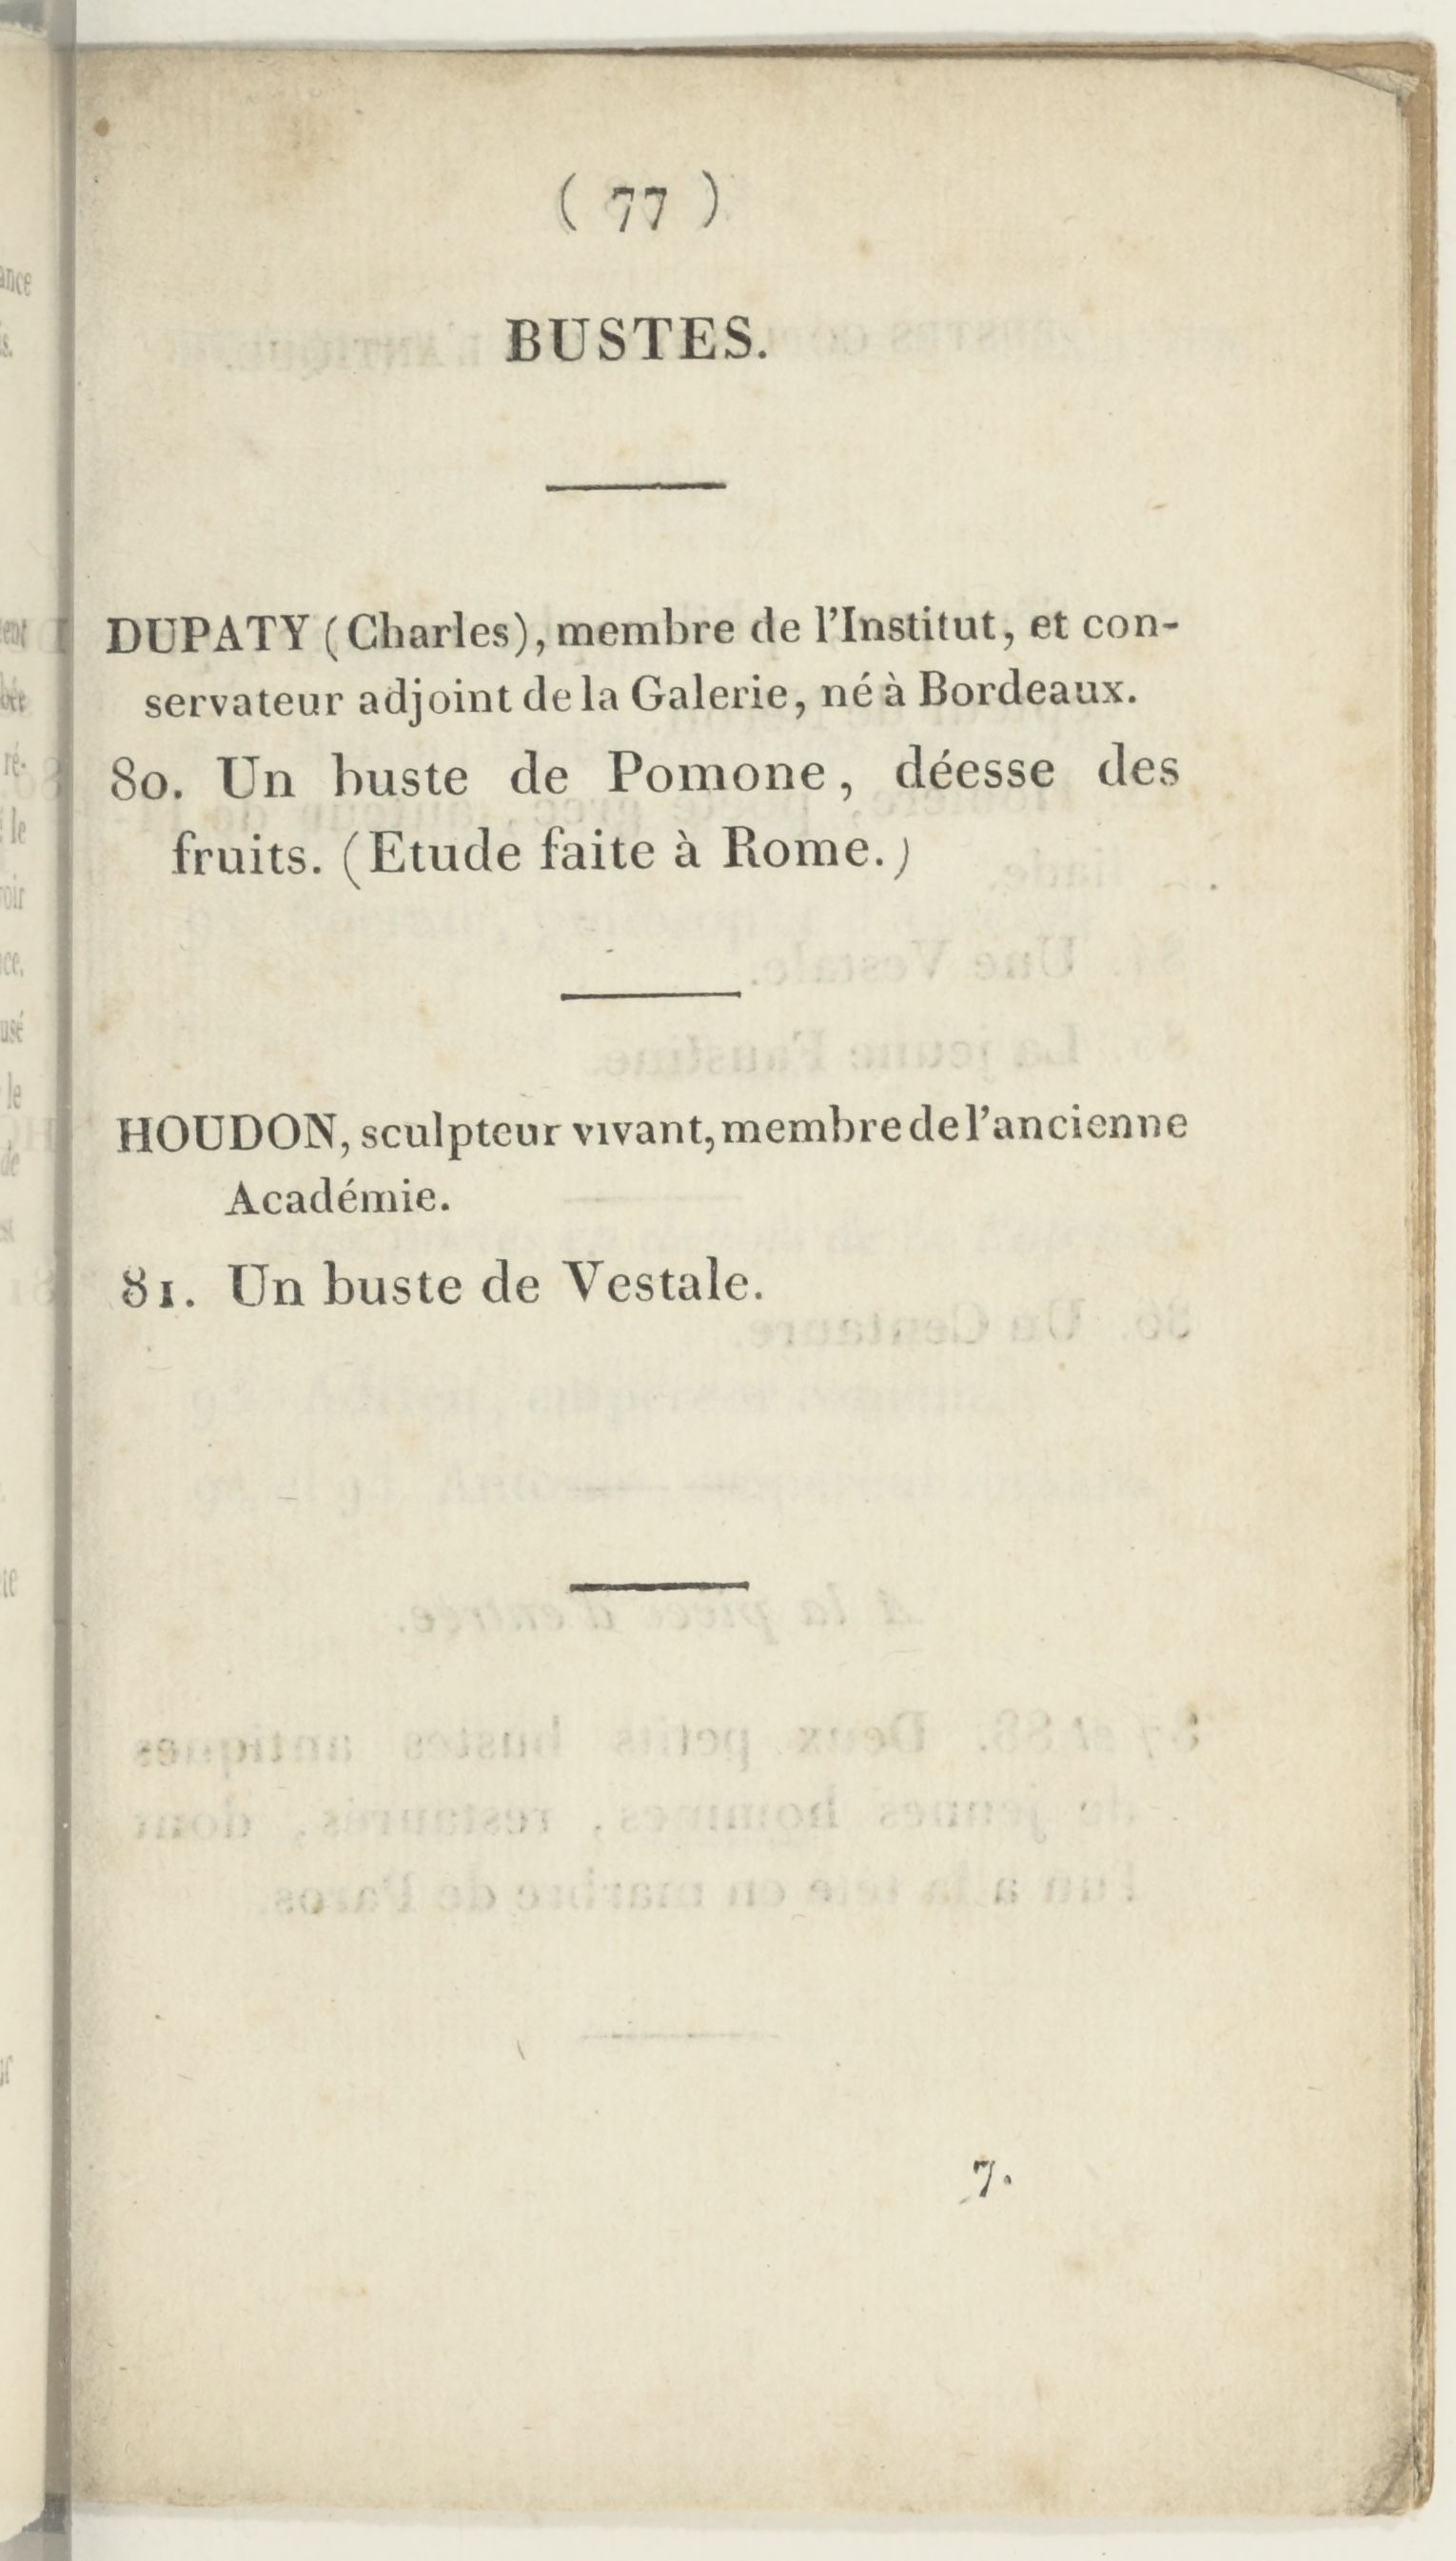 ( 77 )
BUSTES.
DUPATY (Charles), membre de l'Institut, et con-
servateur adjoint de la Galerie, né à Bordeaux.
80. Un buste de Pomone, déesse des
fruits. (Etude faite à Rome.)
HOUDON, sculpteur vivant, membre de l'ancienne
Académie.
81. Un buste de Vestale.
7.